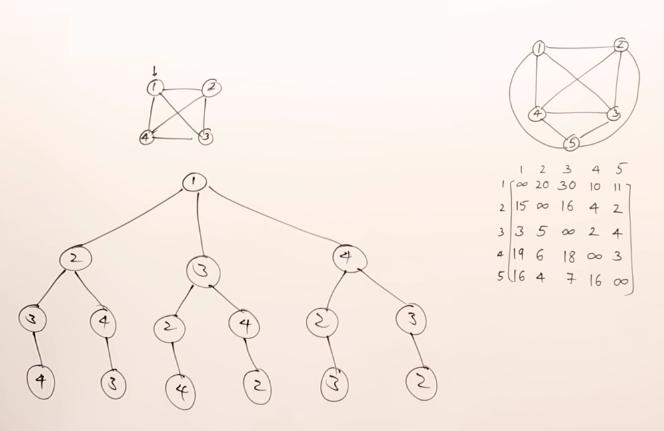 1 2
4 3
1
2 3 4
3 4 2 4 2 3
4 3 4 2 3 2
1 2
4 3
5
1 2 3 4 5
1 ∞ 20 30 10 11
2 15 ∞ 16 4 2
3 3 5 ∞ 2 4
4 19 6 18 ∞ 3
5 16 4 7 16 ∞